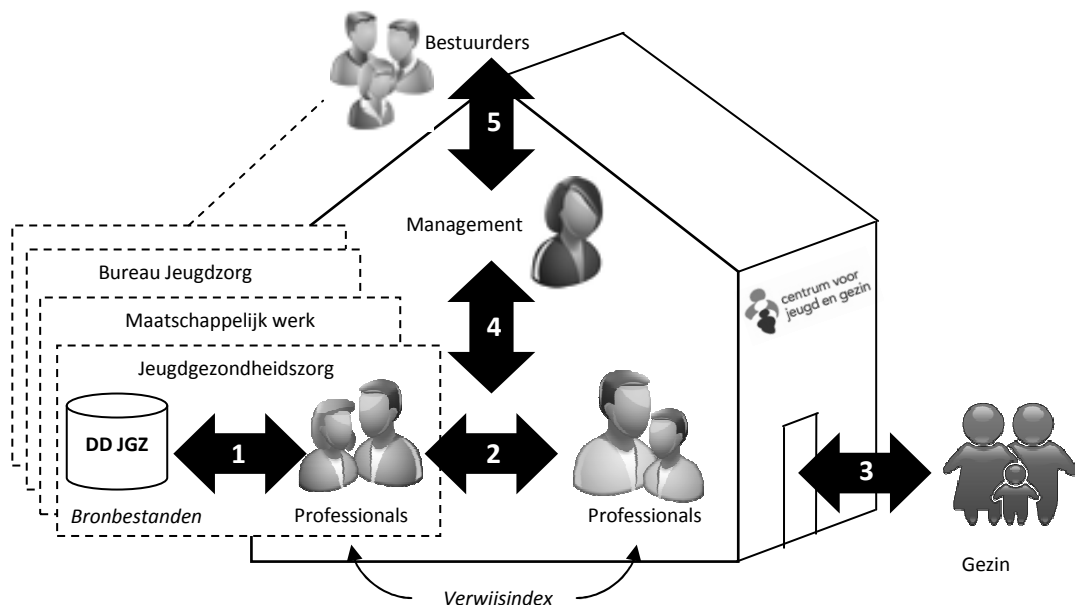 Bestuurders
5
Management
Bureau Jeugdzorg
centrum voor
jeugd en gezin
Maatschappelijk werk
4
Jeugdgezondheidszorg
DD JGZ
1
2
3
Bronbestanden
Professionals
Professionals
Gezin
Verwijsindex